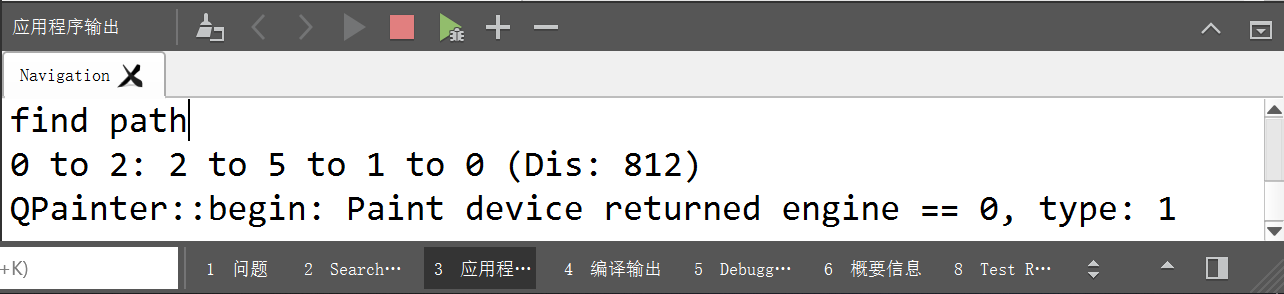 应用程序输出
Navigation
find path
0 to 2: 2 to 5 to 1 to 0 (Dis: 812)
QPainter::begin: Paint device returned engine == 0, type: 1
+K) 1 问题 2 Search… 3 应用程… 4 编译输出 5 Debugg… 6 概要信息 8 Test R…